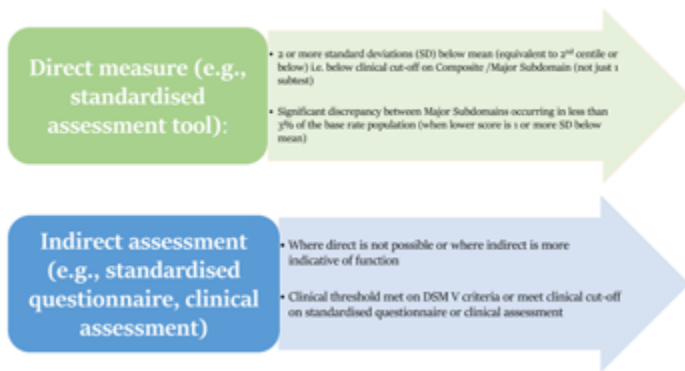 Direct measure (e.g.,
standardised
assessment tool):
• 2 or more standard deviations (SD) below mean (equivalent to 2nd centile or
below) i.e. below clinical cut-off on Composite /Major Subdomain (not just 1
subtest)
• Significant discrepancy between Major Subdomains occurring in less than
3% of the base rate population (when lower score is 1 or more SD below
mean)
Indirect assessment
(e.g., standardised
questionnaire, clinical
assessment)
• Where direct is not possible or where indirect is more
indicative of function
• Clinical threshold met on DSM V criteria or meet clinical cut-off
on standardised questionnaire or clinical assessment